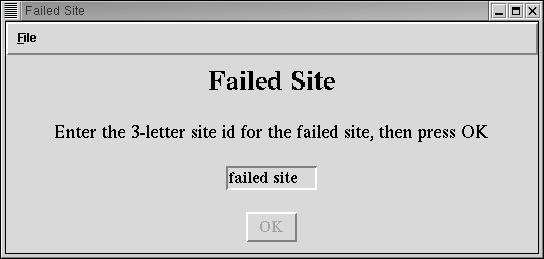 Failed Site
File
Failed Site
Enter the 3-letter site id for the failed site, then press OK
failed site
OK